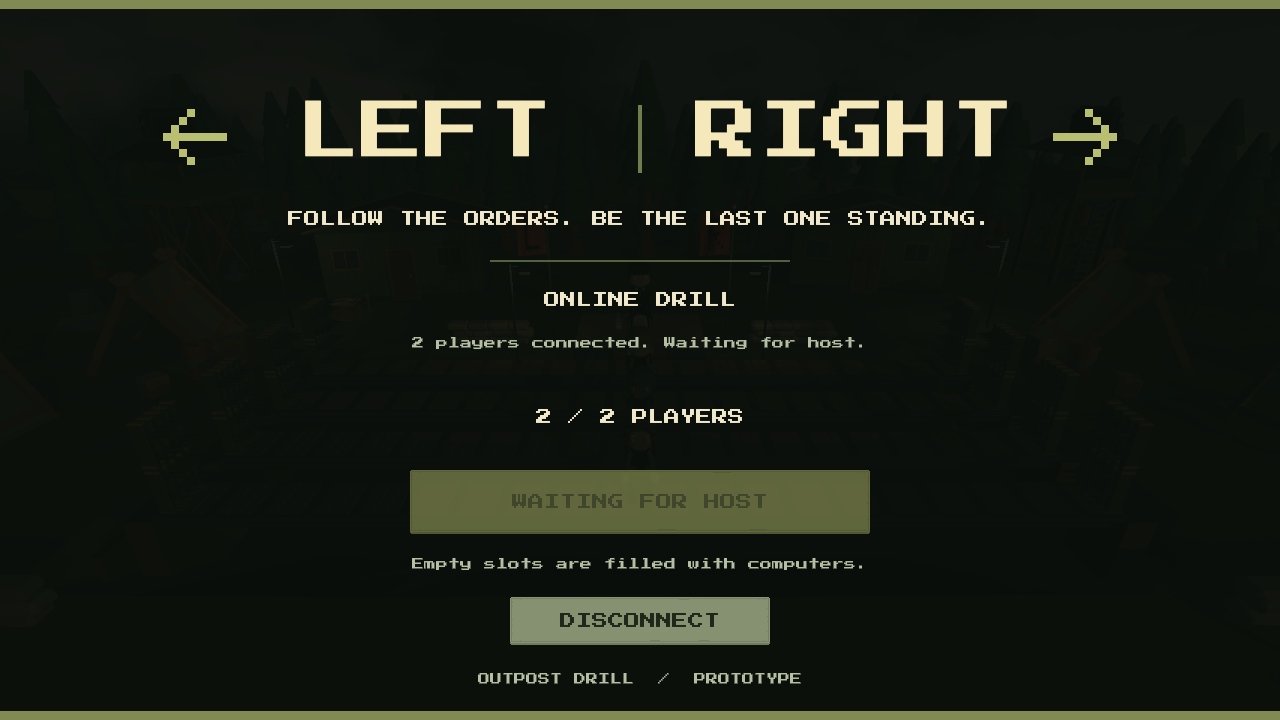 LEFT | RIGHT
FOLLOW THE ORDERS. BE THE LAST ONE STANDING.
ONLINE DRILL
2 players connected. Waiting for host.
2 / 2 PLAYERS
WAITING FOR HOST
Empty slots are filled with computers.
DISCONNECT
OUTPOST DRILL / PROTOTYPE